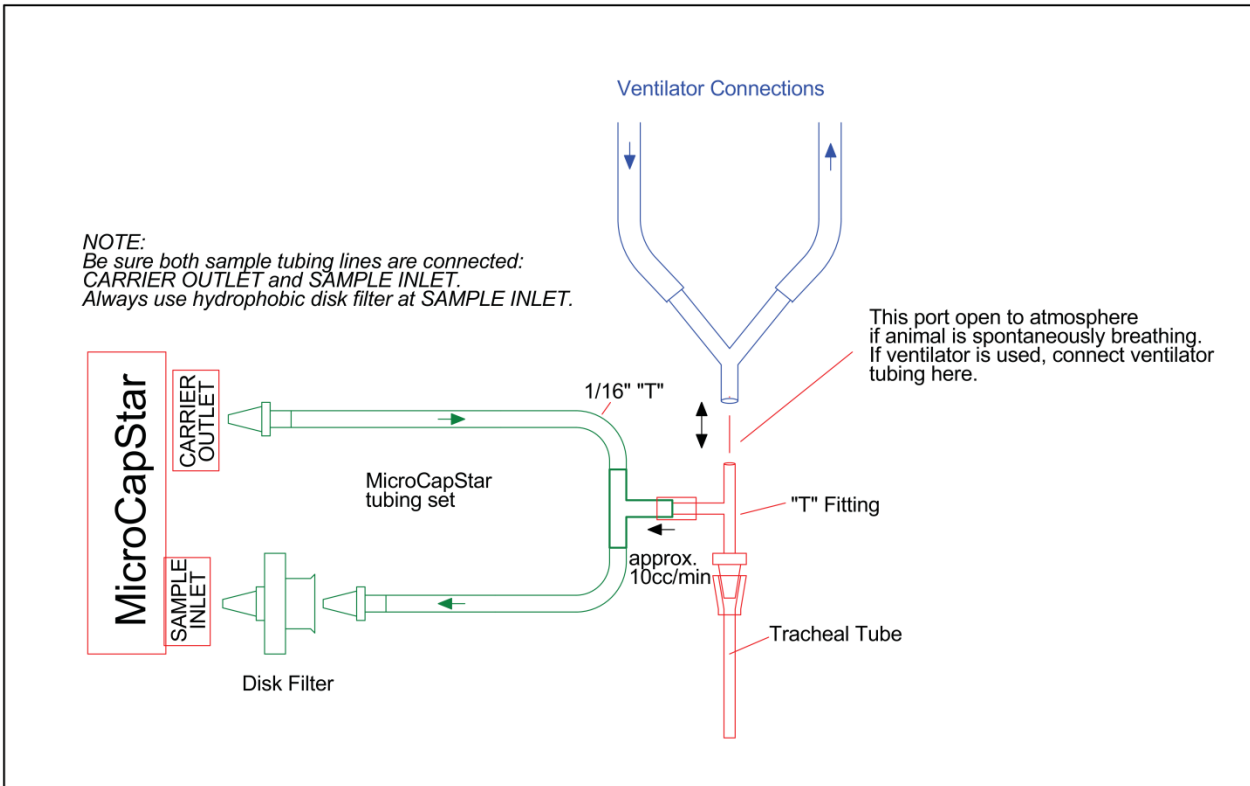 Ventilator Connections
NOTE:
Be sure both sample tubing lines are connected:
CARRIER OUTLET and SAMPLE INLET.
Always use hydrophobic disk filter at SAMPLE INLET.
This port open to atmosphere
if animal is spontaneously breathing.
If ventilator is used, connect ventilator
tubing here.
MicroCapStar
CARRIER
OUTLET
1/16" "T"
MicroCapStar
tubing set
"T" Fitting
approx.
10cc/min
SAMPLE
INLET
Tracheal Tube
Disk Filter